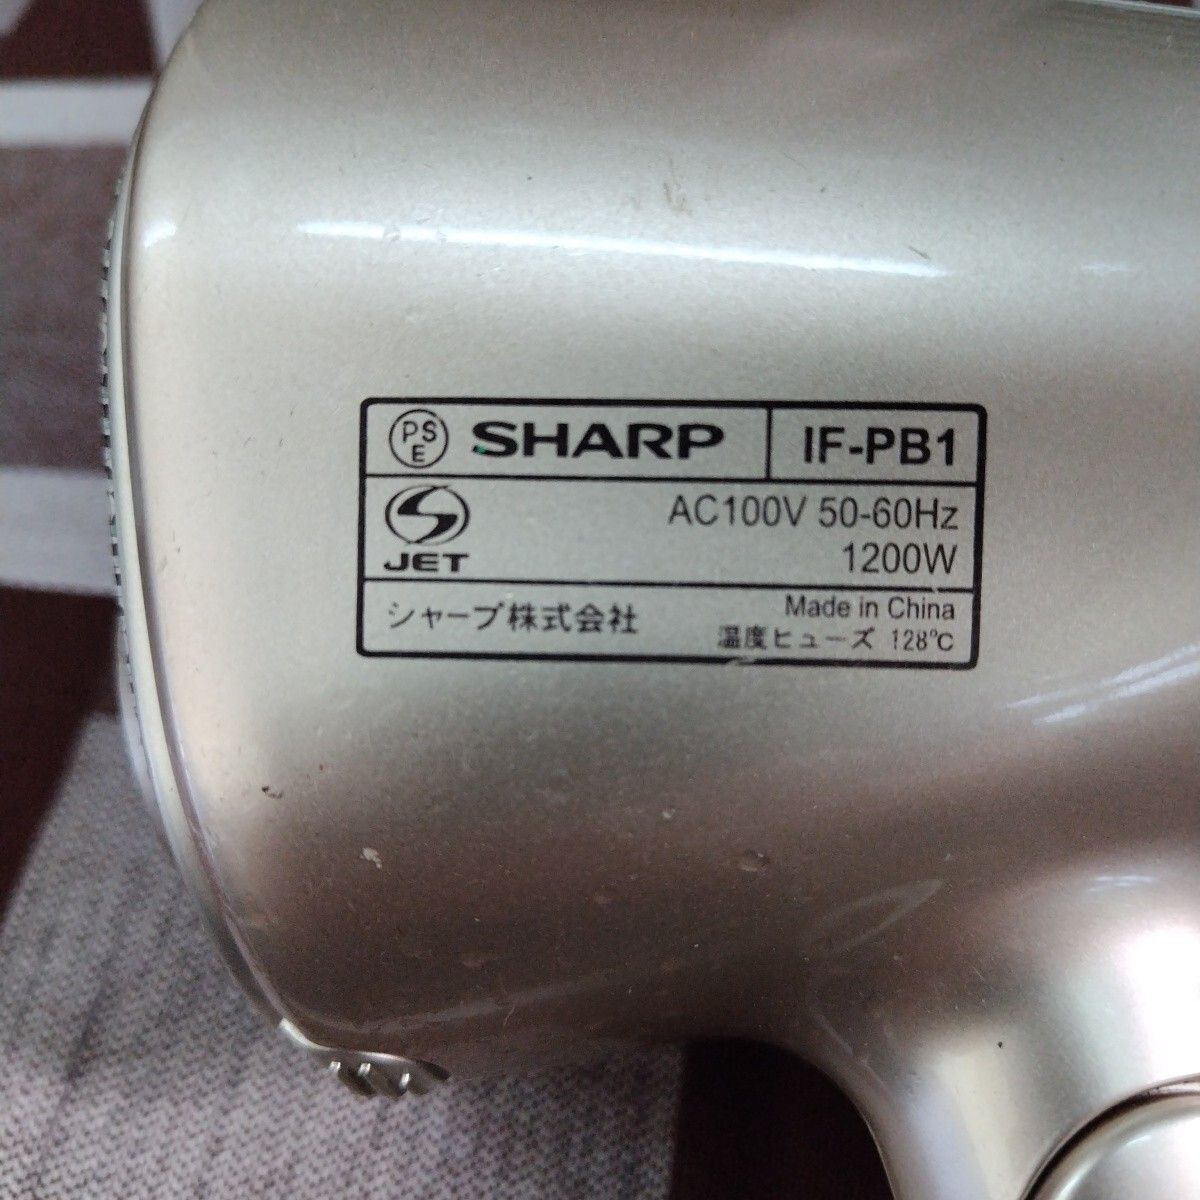 PSE SHARP IF-PB1
AC100V 50-60Hz
JET 1200W
シャープ株式会社 Made in China
温度ヒューズ 128℃